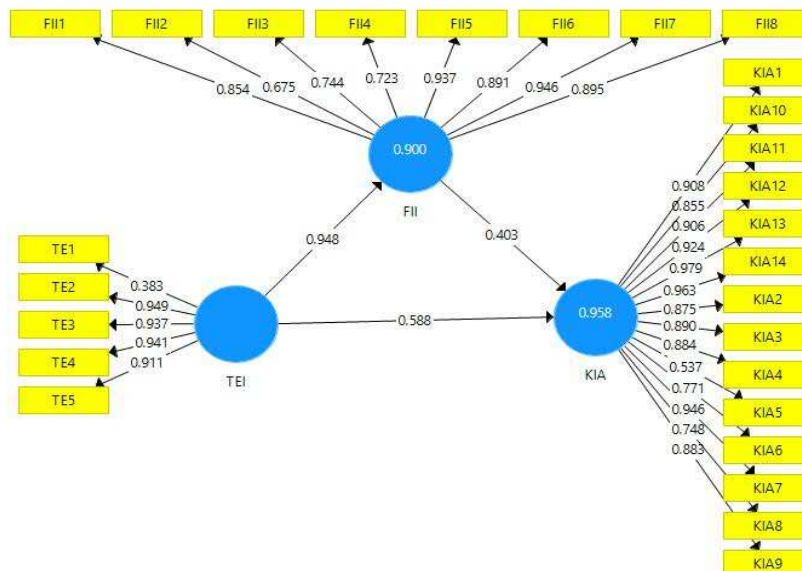 FII1 FII2 FII3 FII4 FII5 FII6 FII7 FII8
0.854 0.675 0.744 0.723 0.937 0.891 0.946 0.895
0.900
FII
0.948
0.403
TE1
TE2
TE3
TE4
TE5
0.383
0.949
0.937
0.941
0.911
TEI
0.588
0.958
KIA
0.908
0.855
0.906
0.924
0.979
0.963
0.875
0.890
0.884
0.537
0.771
0.946
0.748
0.883
KIA1
KIA10
KIA11
KIA12
KIA13
KIA14
KIA2
KIA3
KIA4
KIA5
KIA6
KIA7
KIA8
KIA9